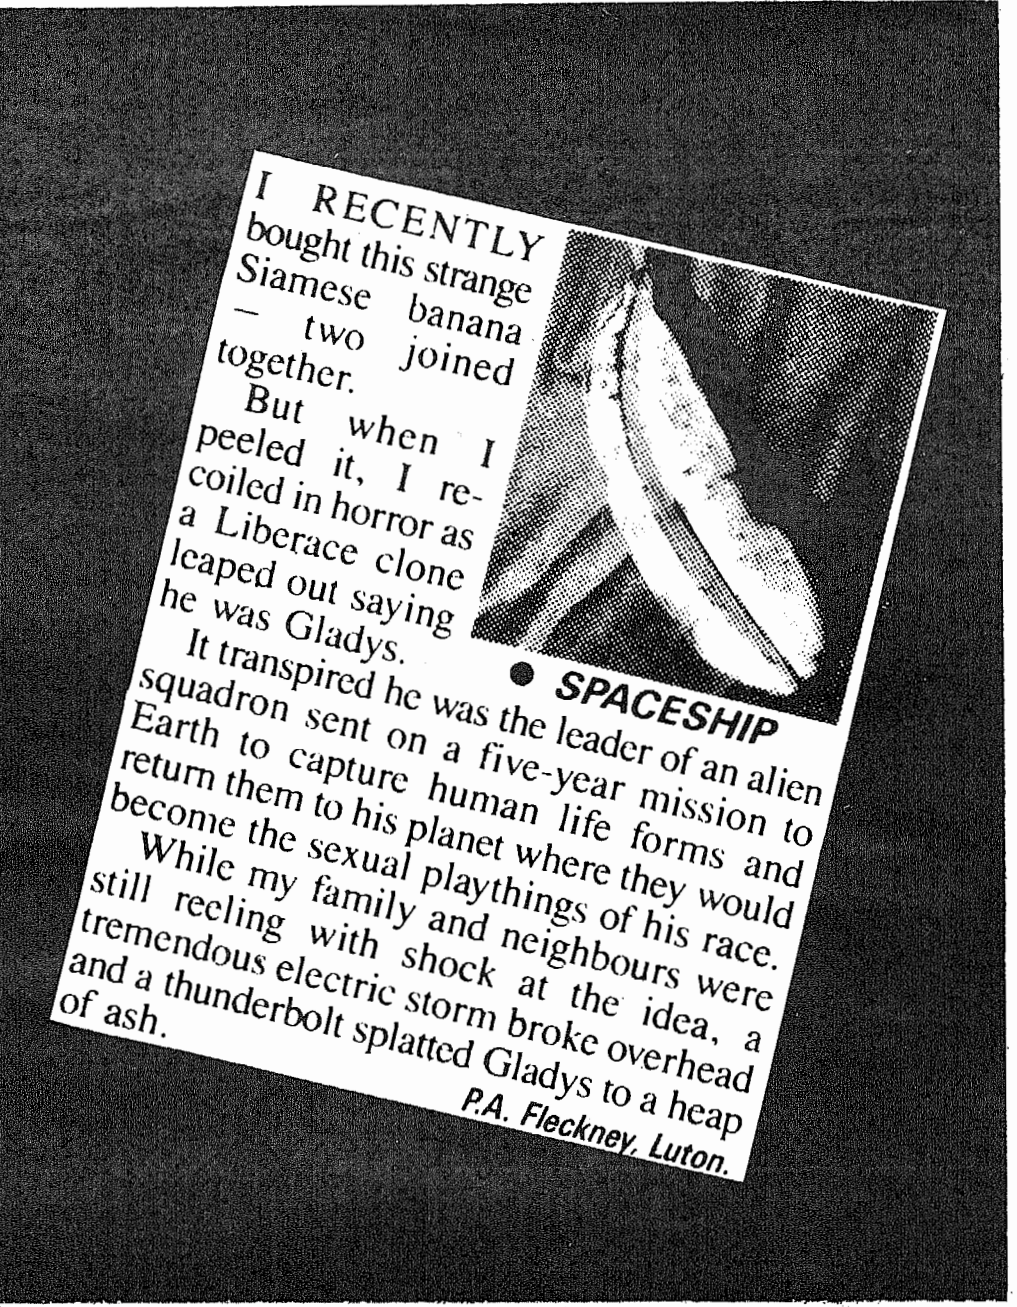 I RECENTLY
bought this strange
Siamese banana
— two joined
together.
But when I
peeled it, I re-
coiled in horror as
a Liberace clone
leaped out saying
he was Gladys.
● SPACESHIP
It transpired he was the leader of an alien
squadron sent on a five-year mission to
Earth to capture human life forms and
return them to his planet where they would
become the sexual playthings of his race.
While my family and neighbours were
still reeling with shock at the idea, a
tremendous electric storm broke overhead
and a thunderbolt splatted Gladys to a heap
of ash.
P.A. Fleckney, Luton.